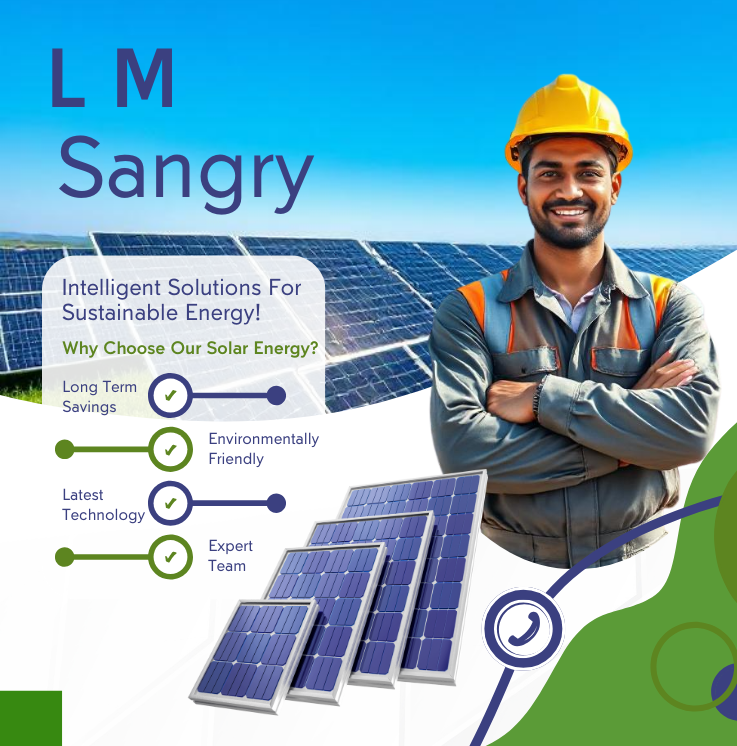 L M
Sangry
Intelligent Solutions For
Sustainable Energy!
Why Choose Our Solar Energy?
Long Term
Savings
Environmentally
Friendly
Latest
Technology
Expert
Team